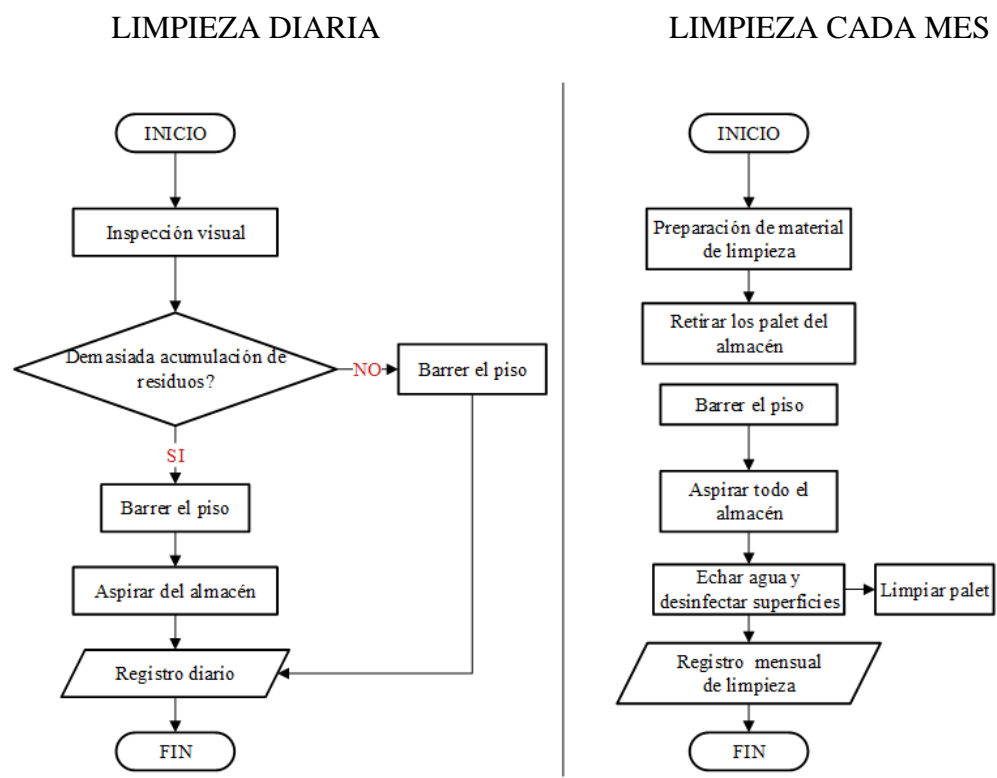 LIMPIEZA DIARIA
INICIO
Inspección visual
Demasiada acumulación de
residuos?
NO
Barrer el piso
SI
Barrer el piso
Aspirar del almacén
Registro diario
FIN
LIMPIEZA CADA MES
INICIO
Preparación de material
de limpieza
Retirar los palet del
almacén
Barrer el piso
Aspirar todo el
almacén
Echar agua y
desinfectar superficies
Limpiar palet
Registro mensual
de limpieza
FIN